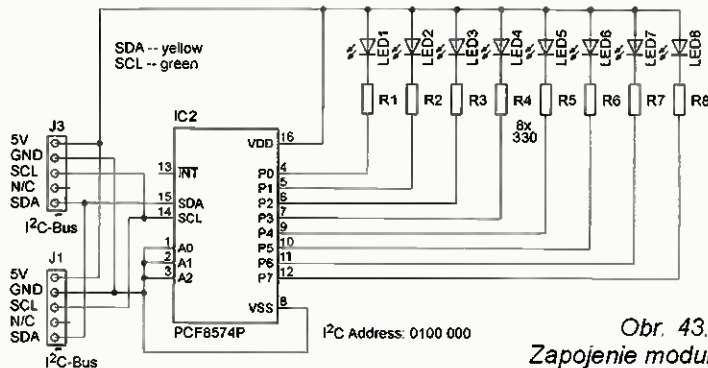 SDA -- yellow
SCL -- green
LED1
LED2
LED3
LED4
LED5
LED6
LED7
LED8
R1
R2
R3
R4
R5
R6
R7
R8
8x
330
IC2
J3
5V
GND
SCL
N/C
SDA
I²C-Bus
J1
5V
GND
SCL
N/C
SDA
I²C-Bus
13 INT
15 SDA
14 SCL
1 A0
2 A1
3 A2
VDD 16
P0 4
P1 5
P2 6
P3 7
P4 9
P5 10
P6 11
P7 12
VSS 8
PCF8574P
I²C Address: 0100 000
Obr. 43.
Zapojenie modul